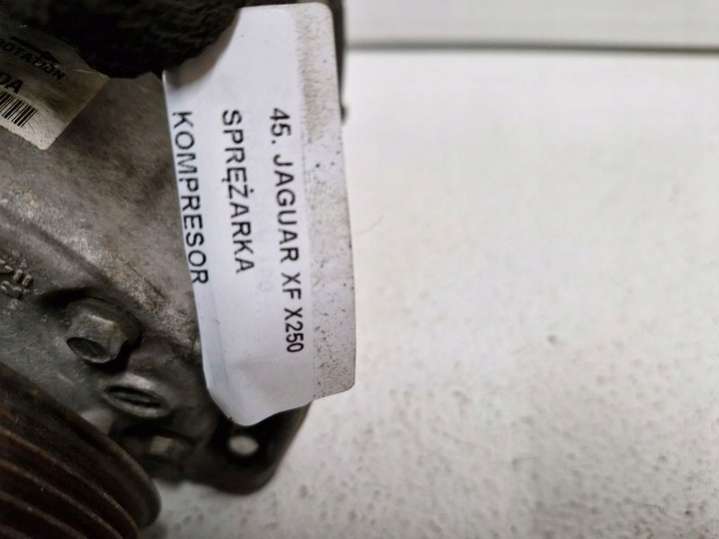 45. JAGUAR XF X250
SPRĘŻARKA
KOMPRESOR